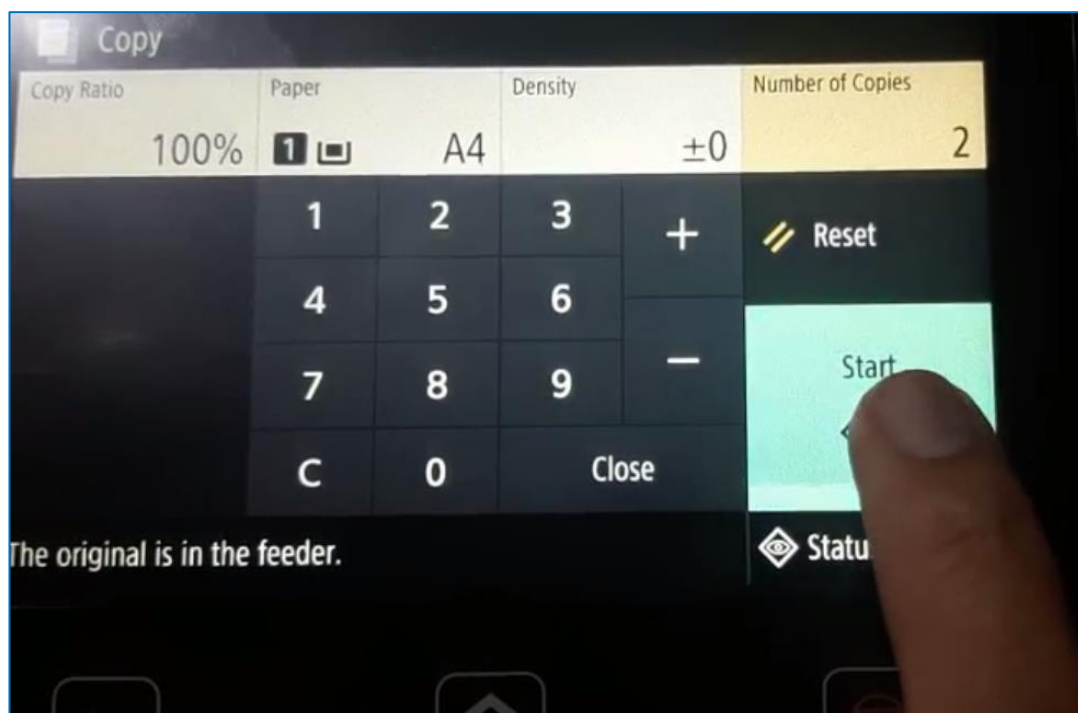 Copy
Copy Ratio
100%
Paper
1 A4
Density
±0
Number of Copies
2
1 2 3 +
Reset
4 5 6
7 8 9 −
Start
C 0 Close
The original is in the feeder.